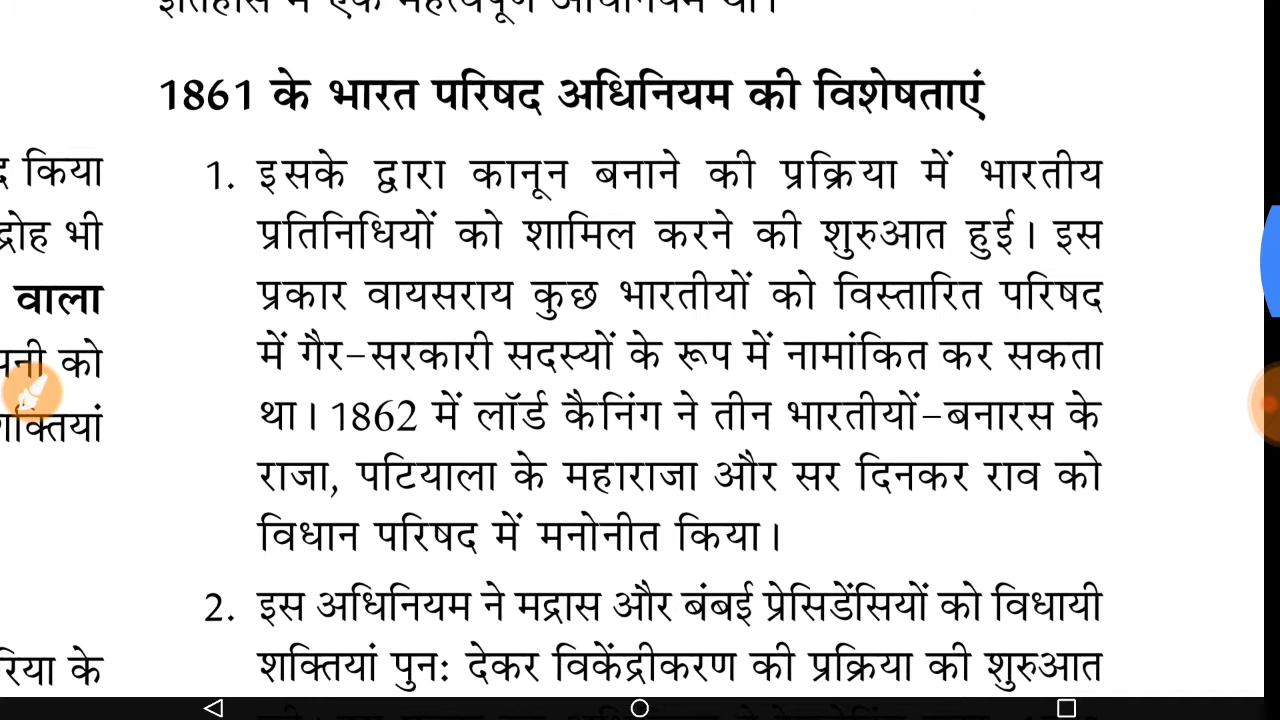 1861 के भारत परिषद अधिनियम की विशेषताएं
किया
1. इसके द्वारा कानून बनाने की प्रक्रिया में भारतीय
द्रोह भी
प्रतिनिधियों को शामिल करने की शुरुआत हुई। इस
वाला
प्रकार वायसराय कुछ भारतीयों को विस्तारित परिषद
को
में गैर-सरकारी सदस्यों के रूप में नामांकित कर सकता
शक्तियां
था। 1862 में लॉर्ड कैनिंग ने तीन भारतीयों-बनारस के
राजा, पटियाला के महाराजा और सर दिनकर राव को
विधान परिषद में मनोनीत किया।
2. इस अधिनियम ने मद्रास और बंबई प्रेसिडेंसियों को विधायी
के
शक्तियां पुन: देकर विकेंद्रीकरण की प्रक्रिया की शुरुआत